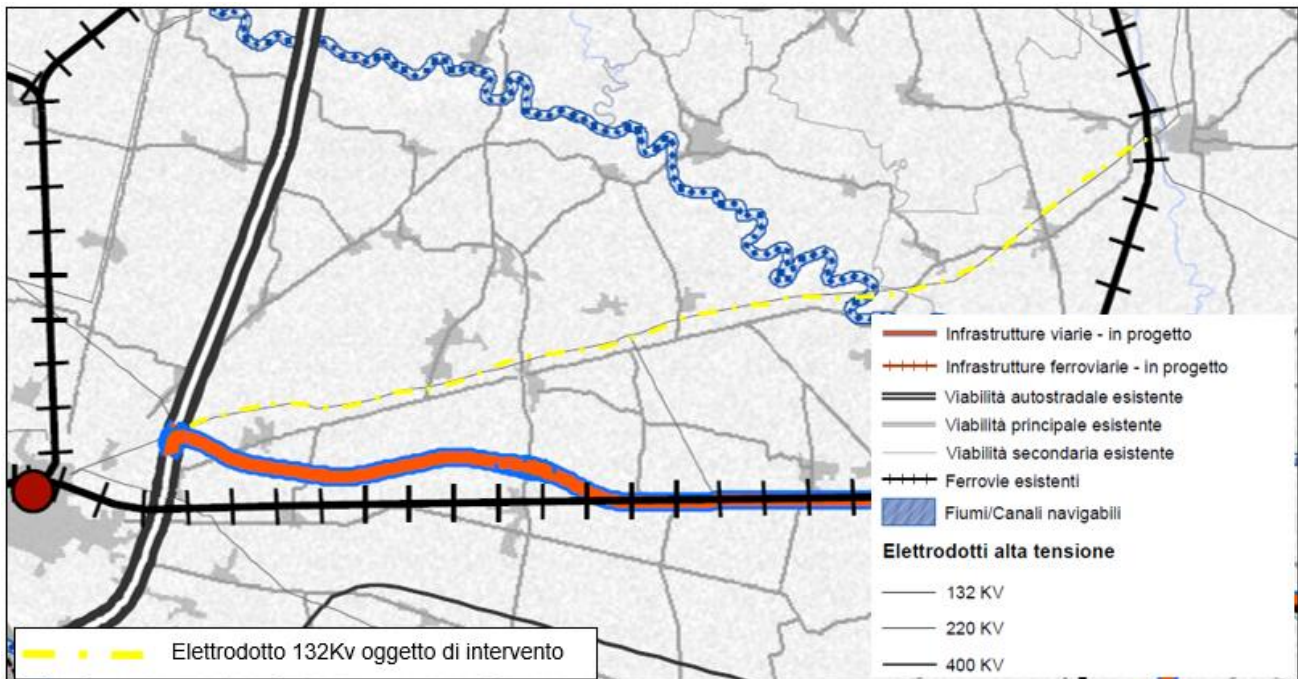 Infrastrutture viarie - in progetto
Infrastrutture ferroviarie - in progetto
Viabilità autostradale esistente
Viabilità principale esistente
Viabilità secondaria esistente
Ferrovie esistenti
Fiumi/Canali navigabili
Elettrodotti alta tensione
132 KV
220 KV
400 KV
Elettrodotto 132Kv oggetto di intervento